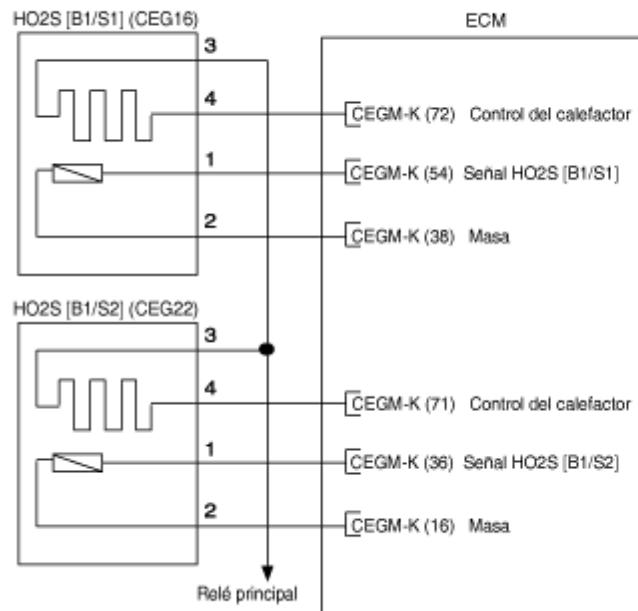 HO2S [B1/S1] (CEG16)
ECM
3
4
CEGM-K (72) Control del calefactor
1
CEGM-K (54) Señal HO2S [B1/S1]
2
CEGM-K (38) Masa
HO2S [B1/S2] (CEG22)
3
4
CEGM-K (71) Control del calefactor
1
CEGM-K (36) Señal HO2S [B1/S2]
2
CEGM-K (16) Masa
Relé principal